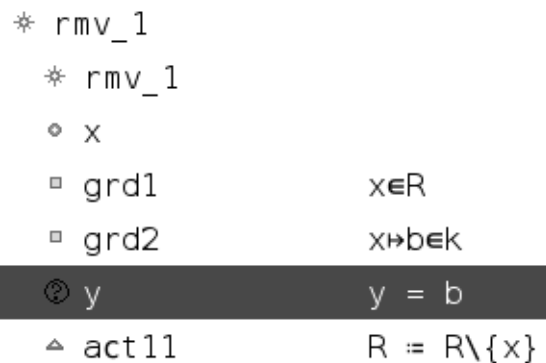 rmv_1
rmv_1
x
grd1 x∈R
grd2 x↦b∈k
y y = b
act11 R ≔ R\{x}